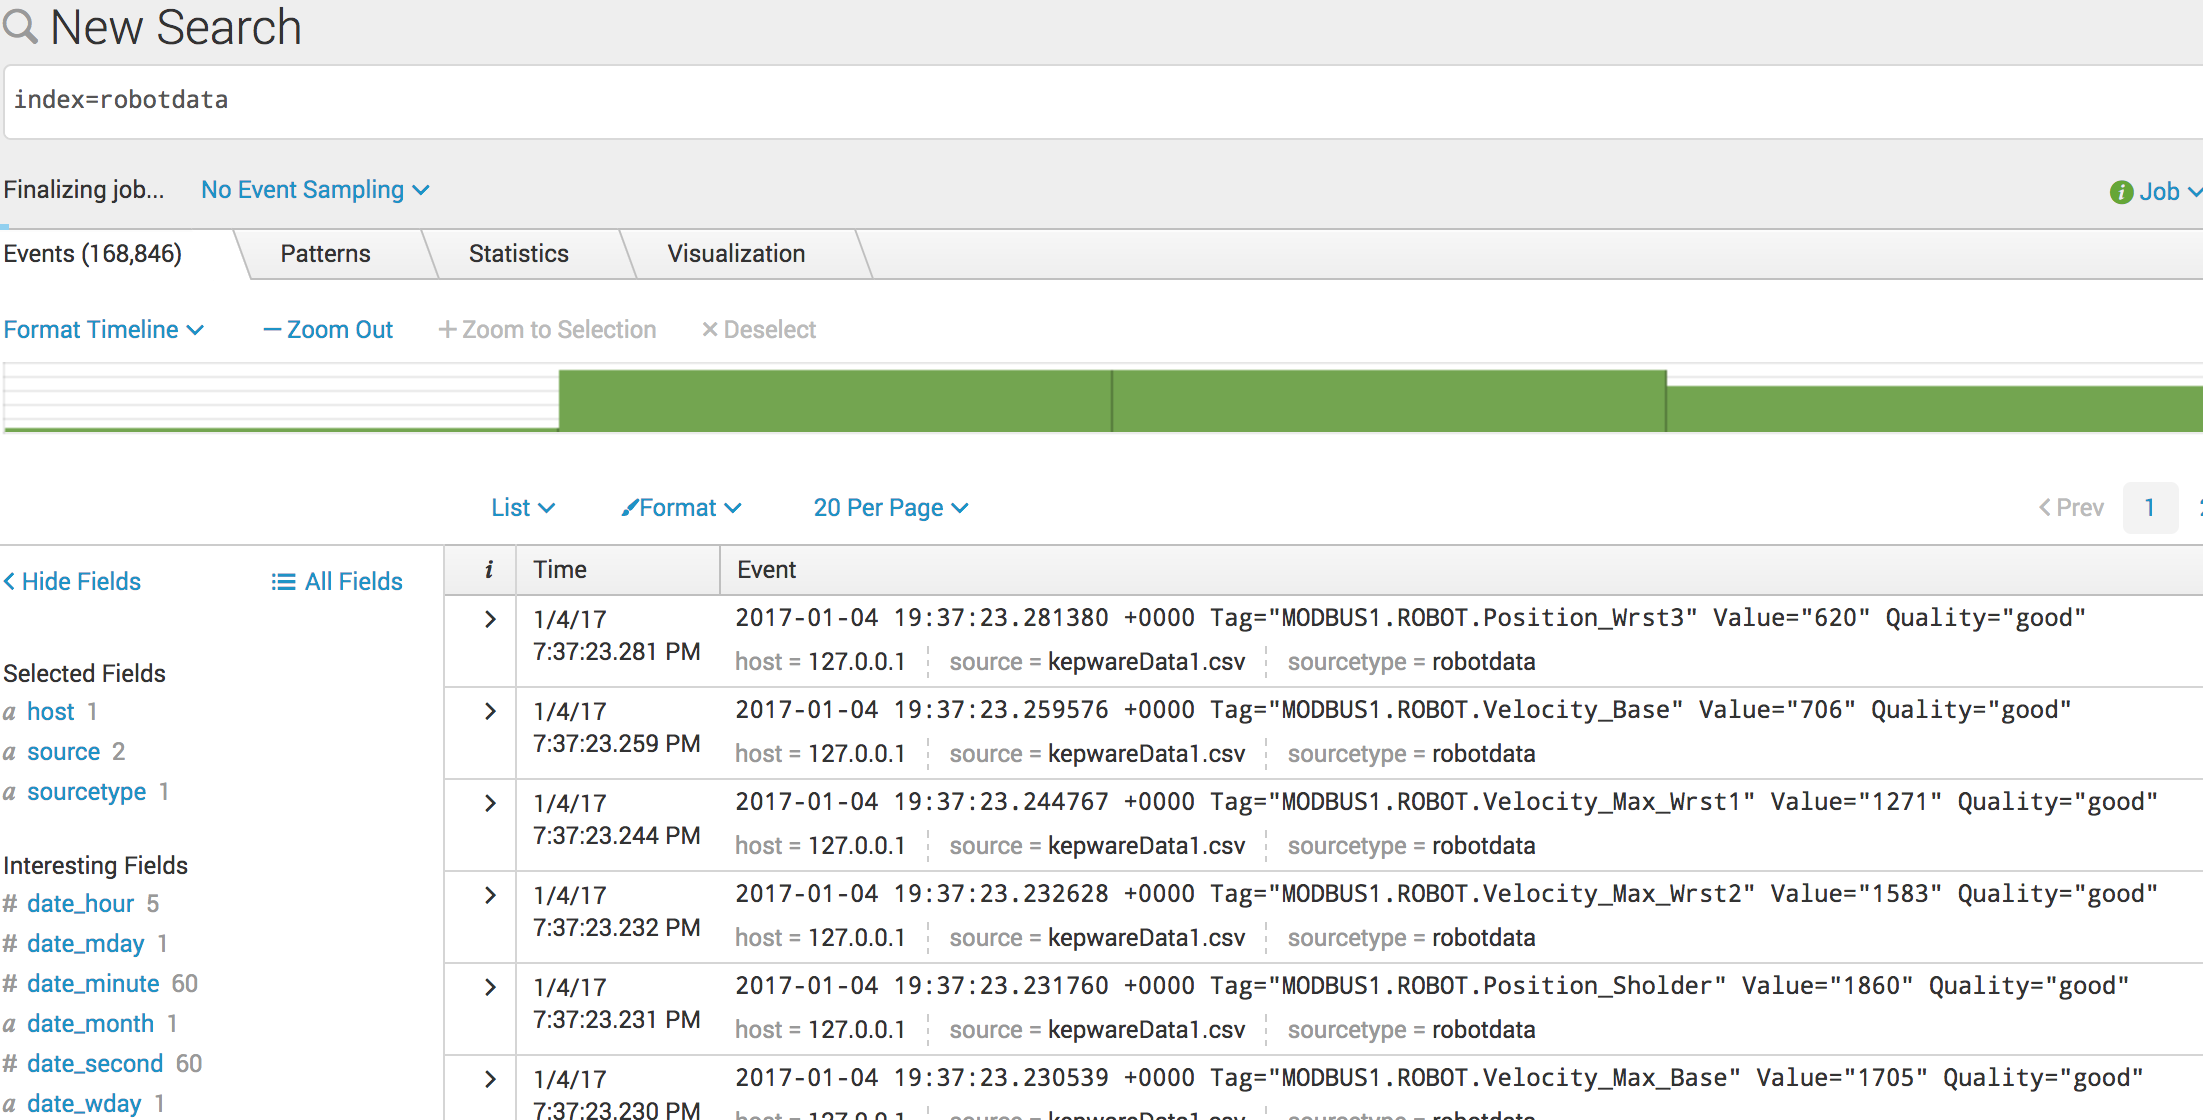 New Search
index=robotdata
Finalizing job... No Event Sampling
i Job
Events (168,846) Patterns Statistics Visualization
Format Timeline — Zoom Out + Zoom to Selection × Deselect
List Format 20 Per Page
< Prev 1
< Hide Fields All Fields
Selected Fields
a host 1
a source 2
a sourcetype 1
Interesting Fields
# date_hour 5
# date_mday 1
# date_minute 60
a date_month 1
# date_second 60
a date_wday 1
i Time Event
> 1/4/17 2017-01-04 19:37:23.281380 +0000 Tag="MODBUS1.ROBOT.Position_Wrst3" Value="620" Quality="good"
7:37:23.281 PM host = 127.0.0.1 source = kepwareData1.csv sourcetype = robotdata
> 1/4/17 2017-01-04 19:37:23.259576 +0000 Tag="MODBUS1.ROBOT.Velocity_Base" Value="706" Quality="good"
7:37:23.259 PM host = 127.0.0.1 source = kepwareData1.csv sourcetype = robotdata
> 1/4/17 2017-01-04 19:37:23.244767 +0000 Tag="MODBUS1.ROBOT.Velocity_Max_Wrst1" Value="1271" Quality="good"
7:37:23.244 PM host = 127.0.0.1 source = kepwareData1.csv sourcetype = robotdata
> 1/4/17 2017-01-04 19:37:23.232628 +0000 Tag="MODBUS1.ROBOT.Velocity_Max_Wrst2" Value="1583" Quality="good"
7:37:23.232 PM host = 127.0.0.1 source = kepwareData1.csv sourcetype = robotdata
> 1/4/17 2017-01-04 19:37:23.231760 +0000 Tag="MODBUS1.ROBOT.Position_Sholder" Value="1860" Quality="good"
7:37:23.231 PM host = 127.0.0.1 source = kepwareData1.csv sourcetype = robotdata
> 1/4/17 2017-01-04 19:37:23.230539 +0000 Tag="MODBUS1.ROBOT.Velocity_Max_Base" Value="1705" Quality="good"
7:37:23.230 PM host = 127.0.0.1 source = kepwareData1.csv sourcetype = robotdata